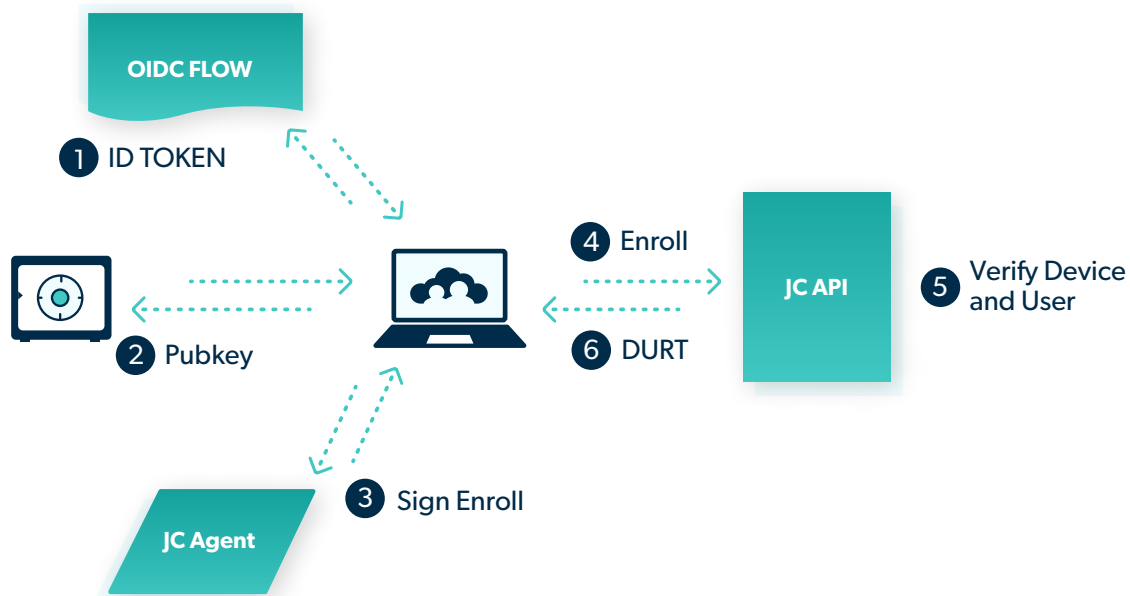 OIDC FLOW
1 ID TOKEN
4 Enroll
JC API
5 Verify Device
and User
2 Pubkey
6 DURT
3 Sign Enroll
JC Agent